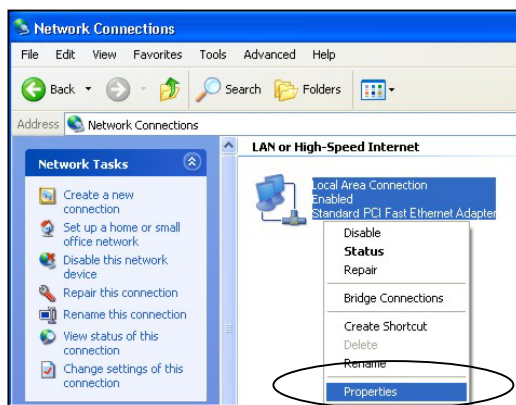 Network Connections
File Edit View Favorites Tools Advanced Help
Back Search Folders
Address Network Connections
Network Tasks
Create a new
connection
Set up a home or small
office network
Disable this network
device
Repair this connection
Rename this connection
View status of this
connection
Change settings of this
connection
LAN or High-Speed Internet
Local Area Connection
Enabled
Standard PCI Fast Ethernet Adapter
Disable
Status
Repair
Bridge Connections
Create Shortcut
Delete
Rename
Properties